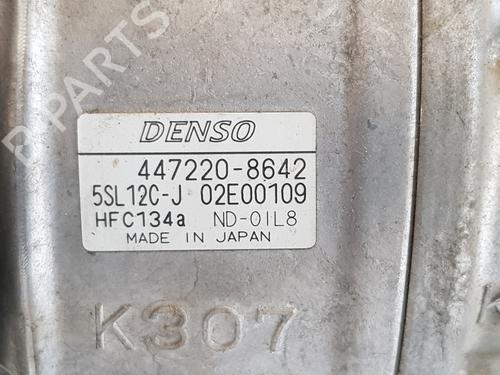 DENSO
447220-8642
5SL12C-J 02E00109
HFC134a ND-OIL8
MADE IN JAPAN
K307
B-PARTS